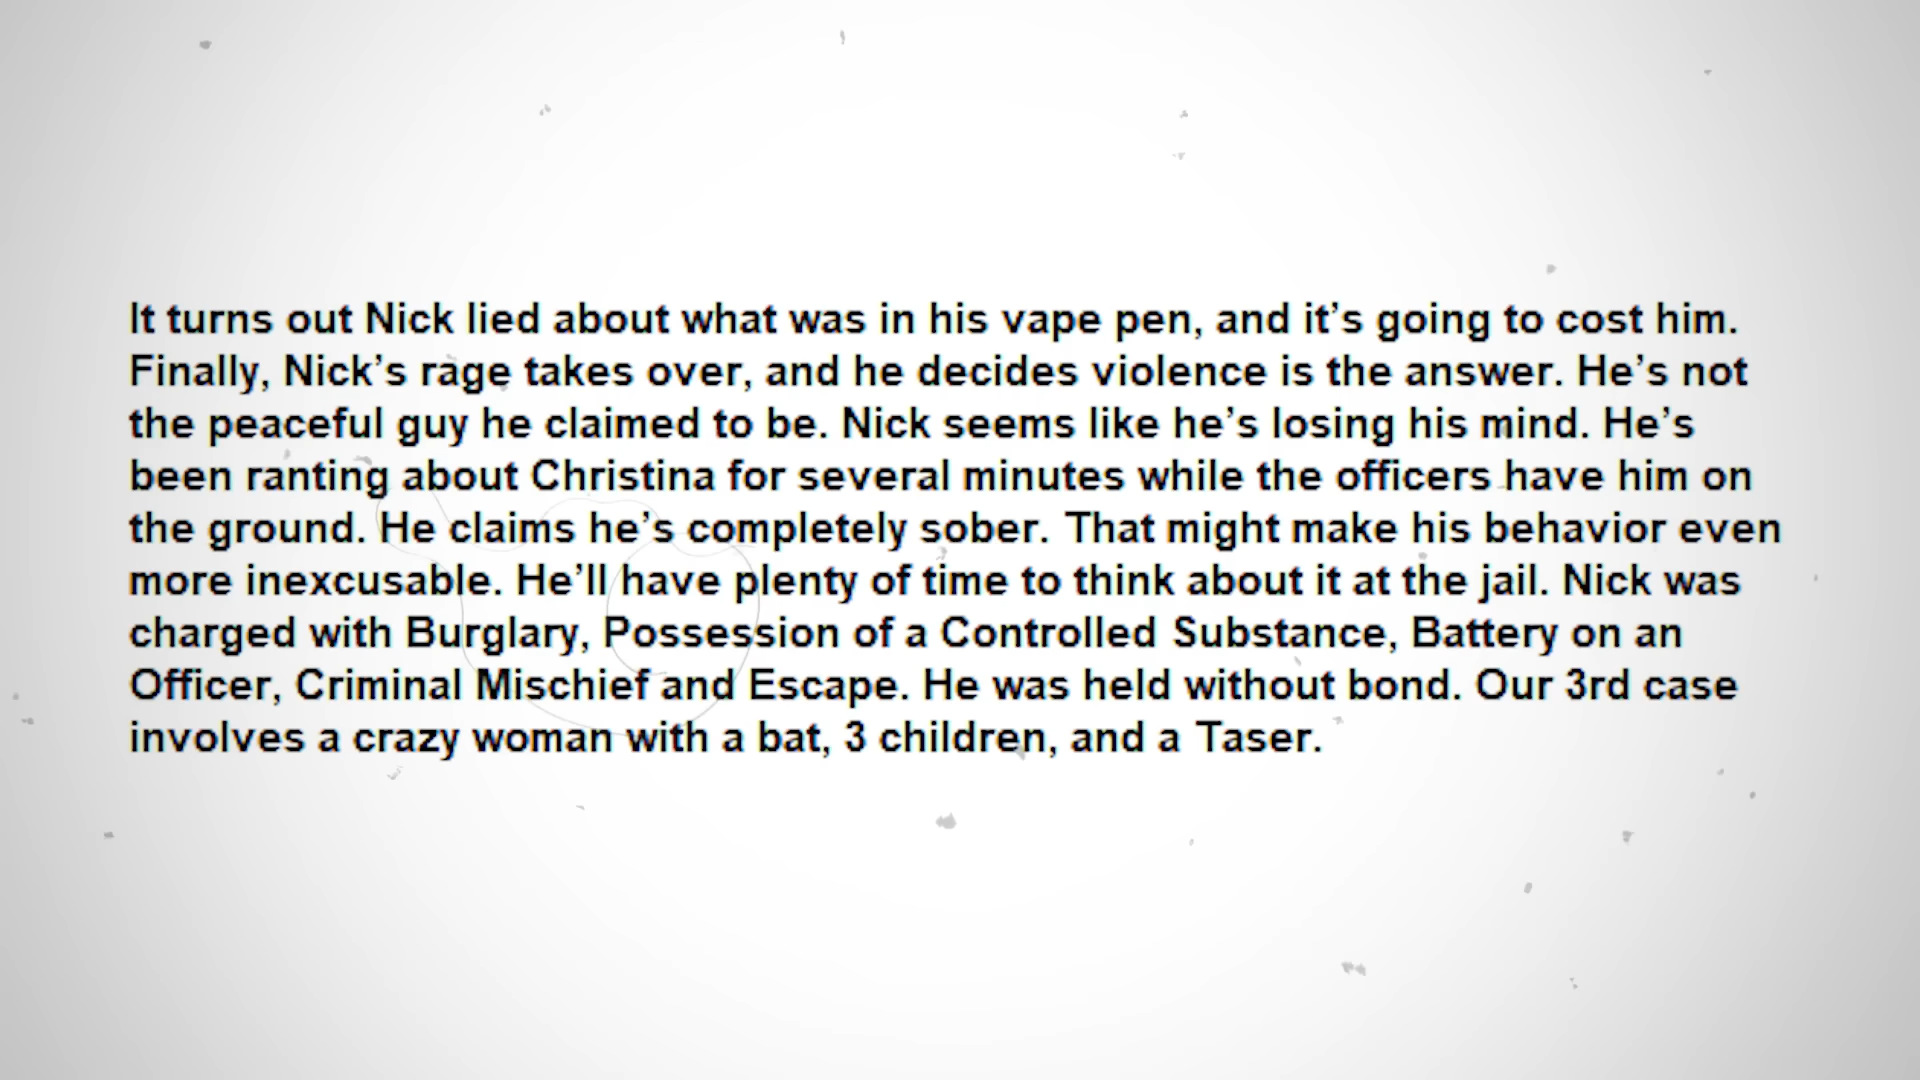 It turns out Nick lied about what was in his vape pen, and it’s going to cost him.
Finally, Nick’s rage takes over, and he decides violence is the answer. He’s not
the peaceful guy he claimed to be. Nick seems like he’s losing his mind. He’s
been ranting about Christina for several minutes while the officers have him on
the ground. He claims he’s completely sober. That might make his behavior even
more inexcusable. He’ll have plenty of time to think about it at the jail. Nick was
charged with Burglary, Possession of a Controlled Substance, Battery on an
Officer, Criminal Mischief and Escape. He was held without bond. Our 3rd case
involves a crazy woman with a bat, 3 children, and a Taser.